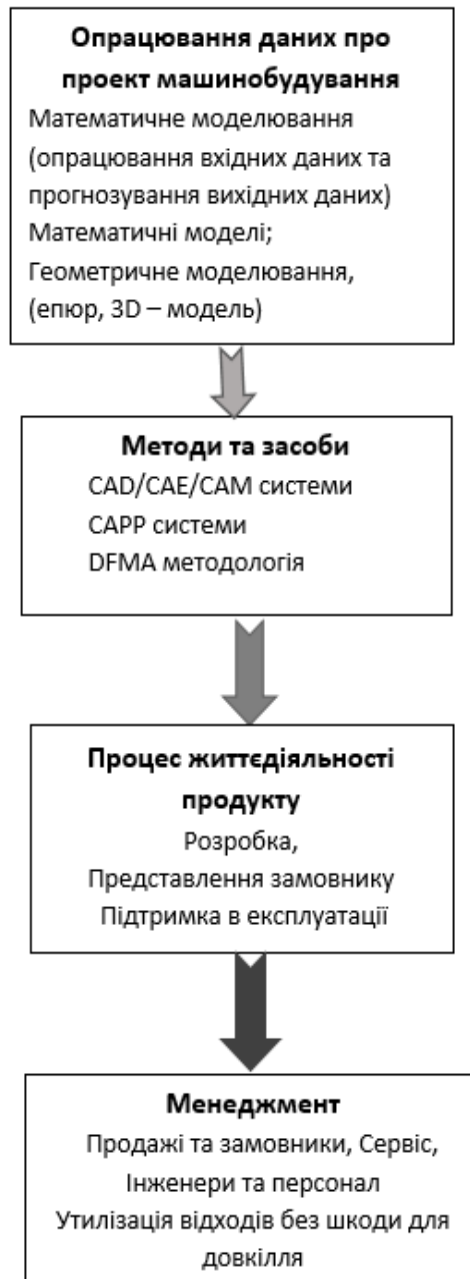 Опрацювання даних про
проект машинобудування
Математичне моделювання
(опрацювання вхідних даних та
прогнозування вихідних даних)
Математичні моделі;
Геометричне моделювання,
(епюр, 3D – модель)
Методи та засоби
CAD/CAE/CAM системи
CAPP системи
DFMA методологія
Процес життєдіяльності
продукту
Розробка,
Представлення замовнику
Підтримка в експлуатації
Менеджмент
Продажі та замовники, Сервіс,
Інженери та персонал
Утилізація відходів без шкоди для
довкілля